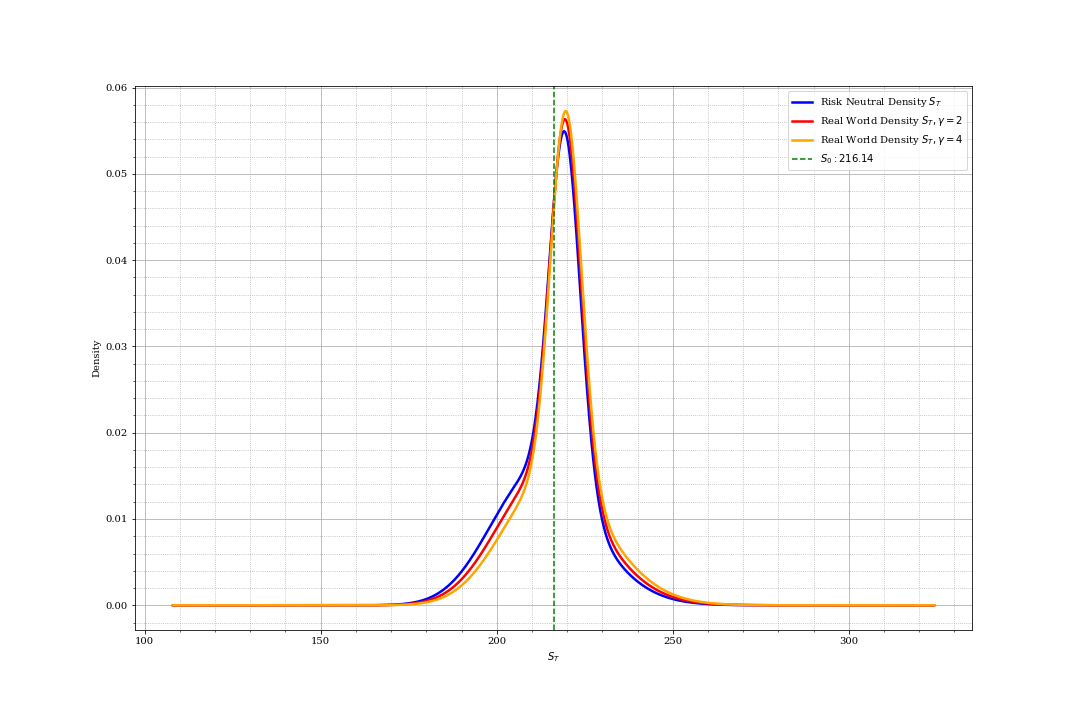 0.06
0.05
0.04
0.03
0.02
0.01
0.00
Density
100
150
200
250
300
S_T
Risk Neutral Density S_T
Real World Density S_T, γ = 2
Real World Density S_T, γ = 4
S_0 : 216.14